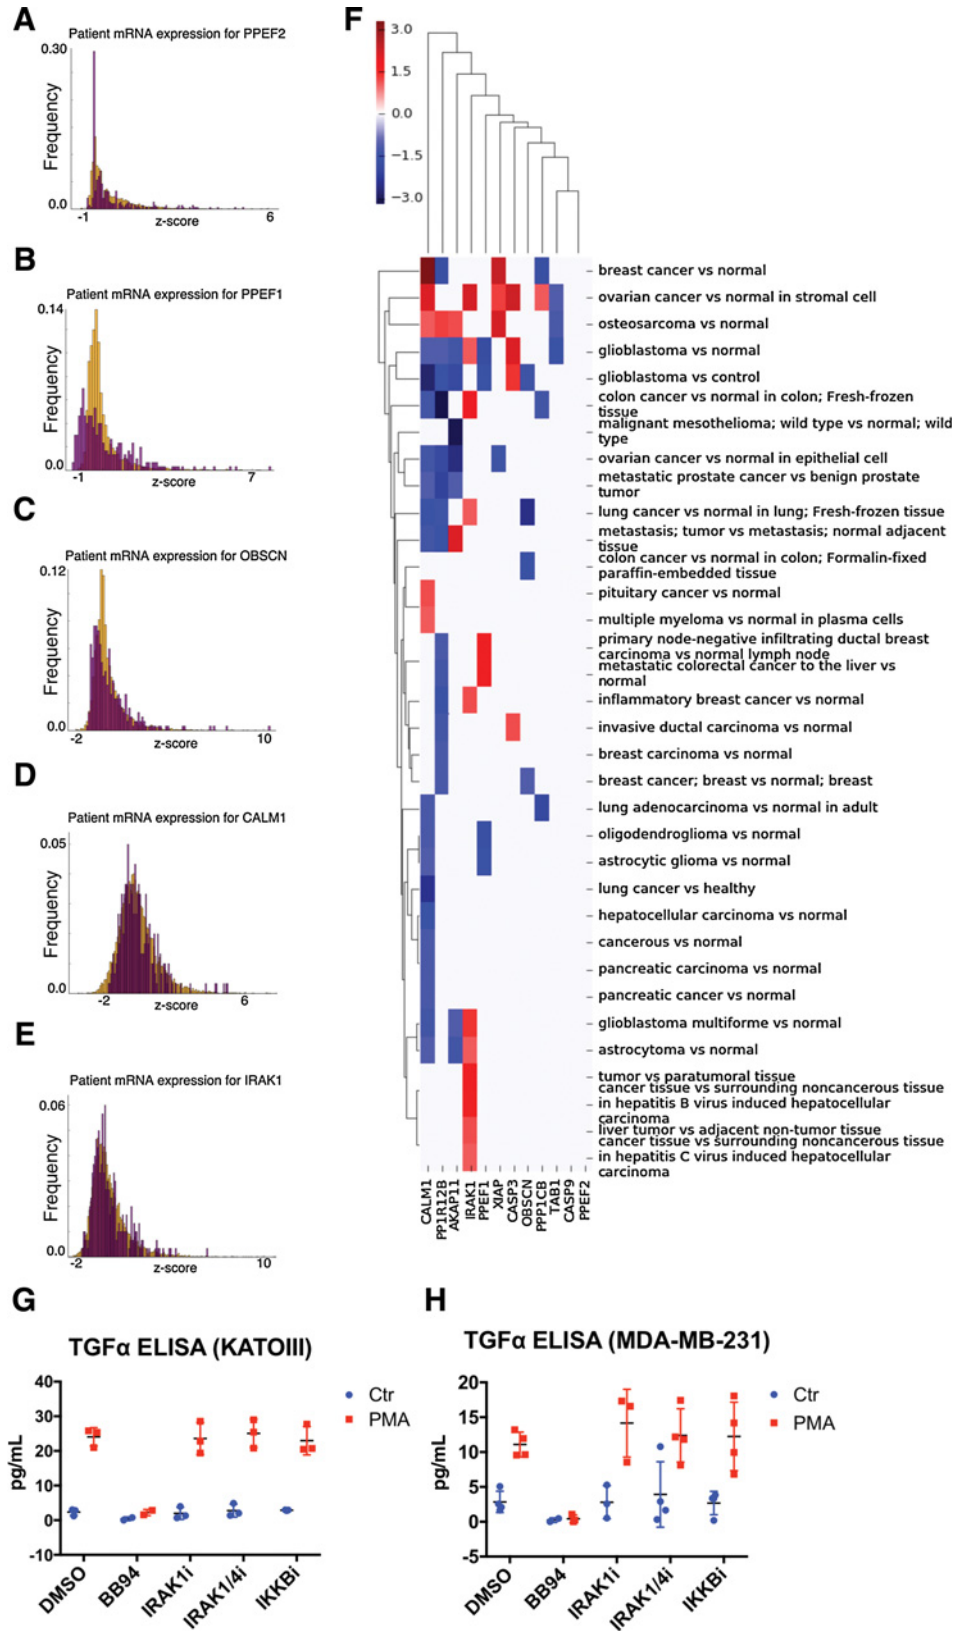 A
Patient mRNA expression for PPEF2
0.30
Frequency
0.0
-1
z-score
6
B
Patient mRNA expression for PPEF1
0.14
Frequency
0.0
-1
z-score
7
C
Patient mRNA expression for OBSCN
0.12
Frequency
0.0
-2
z-score
10
D
Patient mRNA expression for CALM1
0.05
Frequency
0.0
-2
z-score
6
E
Patient mRNA expression for IRAK1
0.06
Frequency
0.0
-2
z-score
10
F
3.0
1.5
0.0
−1.5
−3.0
breast cancer vs normal
ovarian cancer vs normal in stromal cell
osteosarcoma vs normal
glioblastoma vs normal
glioblastoma vs control
colon cancer vs normal in colon; Fresh-frozen
tissue
malignant mesothelioma; wild type vs normal; wild
type
ovarian cancer vs normal in epithelial cell
metastatic prostate cancer vs benign prostate
tumor
lung cancer vs normal in lung; Fresh-frozen tissue
metastasis; tumor vs metastasis; normal adjacent
tissue
colon cancer vs normal in colon; Formalin-fixed
paraffin-embedded tissue
pituitary cancer vs normal
multiple myeloma vs normal in plasma cells
primary node-negative infiltrating ductal breast
carcinoma vs normal lymph node
metastatic colorectal cancer to the liver vs
normal
inflammatory breast cancer vs normal
invasive ductal carcinoma vs normal
breast carcinoma vs normal
breast cancer; breast vs normal; breast
lung adenocarcinoma vs normal in adult
oligodendroglioma vs normal
astrocytic glioma vs normal
lung cancer vs healthy
hepatocellular carcinoma vs normal
cancerous vs normal
pancreatic carcinoma vs normal
pancreatic cancer vs normal
glioblastoma multiforme vs normal
astrocytoma vs normal
tumor vs paratumoral tissue
cancer tissue vs surrounding noncancerous tissue
in hepatitis B virus induced hepatocellular
carcinoma
liver tumor vs adjacent non-tumor tissue
cancer tissue vs surrounding noncancerous tissue
in hepatitis C virus induced hepatocellular
carcinoma
CALM1
PP1R12B
AKAP11
IRAK1
PPEF1
XIAP
CASP3
OBSCN
PPP1CB
TAB1
CASP9
PPEF2
G
TGFα ELISA (KATOIII)
pg/mL
40
30
20
10
0
-10
DMSO
BB94
IRAK1i
IRAK1/4i
IKKBi
Ctr
PMA
H
TGFα ELISA (MDA-MB-231)
pg/mL
20
15
10
5
0
-5
DMSO
BB94
IRAK1i
IRAK1/4i
IKKBi
Ctr
PMA